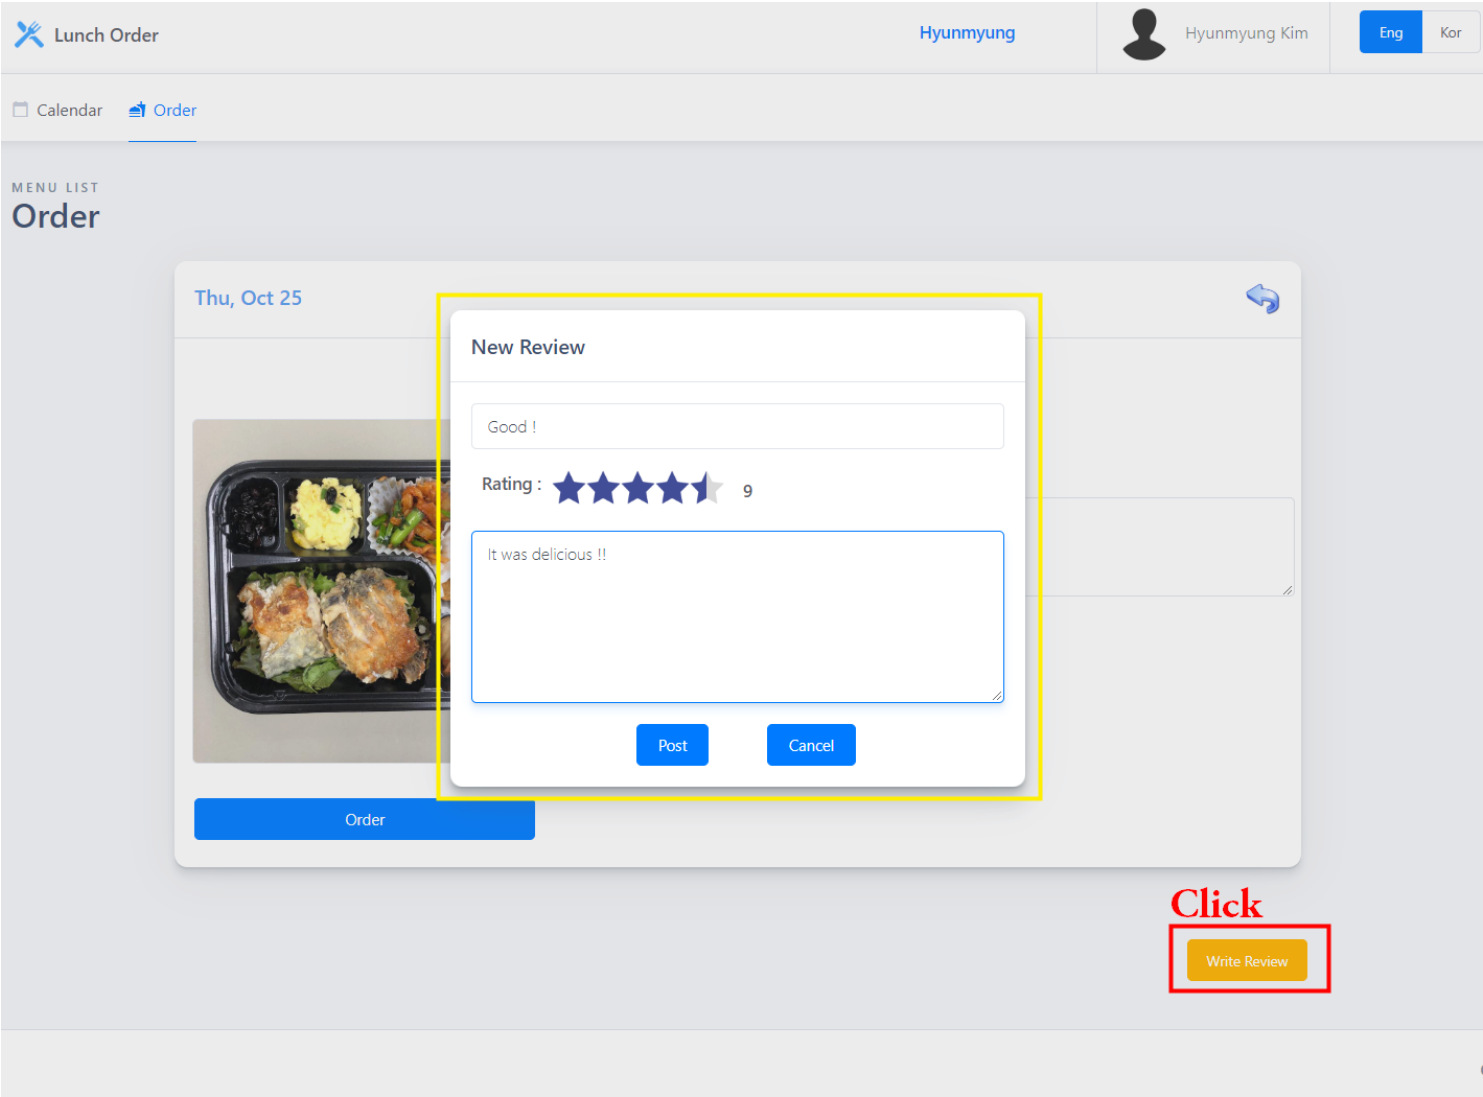 Lunch Order
Hyunmyung
Hyunmyung Kim
Eng
Kor
Calendar
Order
MENU LIST
Order
Thu, Oct 25
New Review
Good !
Rating :
9
It was delicious !!
Post
Cancel
Order
Click
Write Review